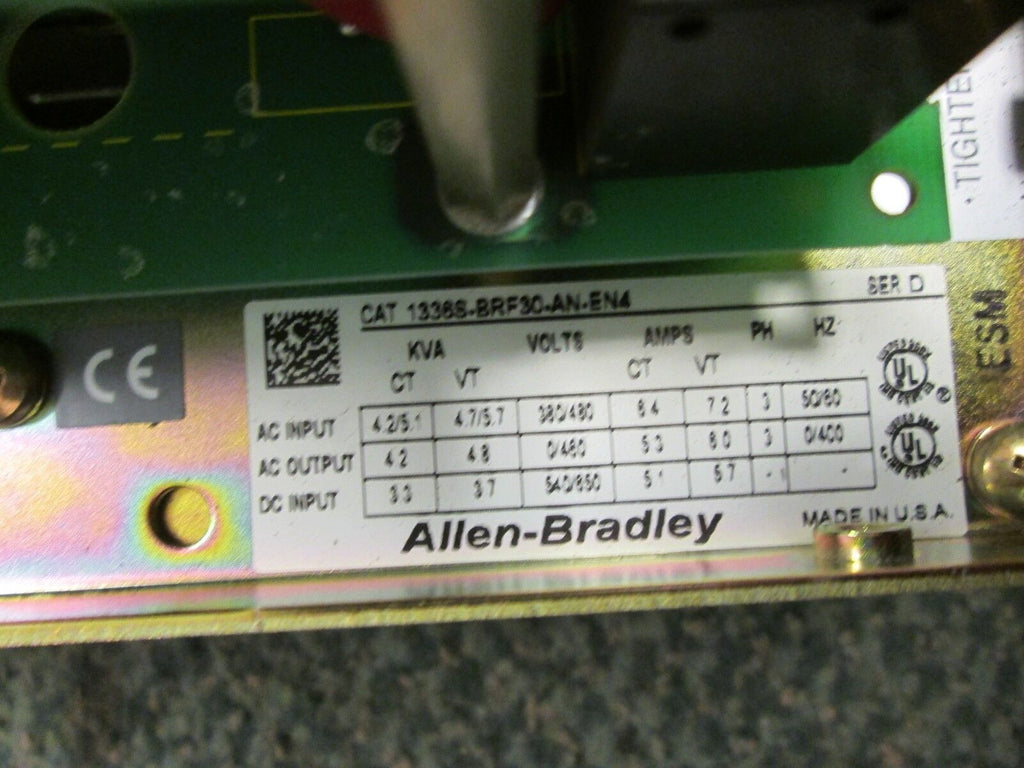 · TIGHTEN
CAT 1336S-BRF30-AN-EN4 SER D
KVA VOLTS AMPS PH HZ
CT VT CT VT
AC INPUT 4.2/5.1 4.7/5.7 380/480 6.4 7.2 3 50/60
AC OUTPUT 4.2 4.8 0/460 5.3 6.0 3 0/400
DC INPUT 3.3 3.7 540/650 5.1 5.7 - -
Allen-Bradley MADE IN U.S.A.
CE
UL
UL
ESM